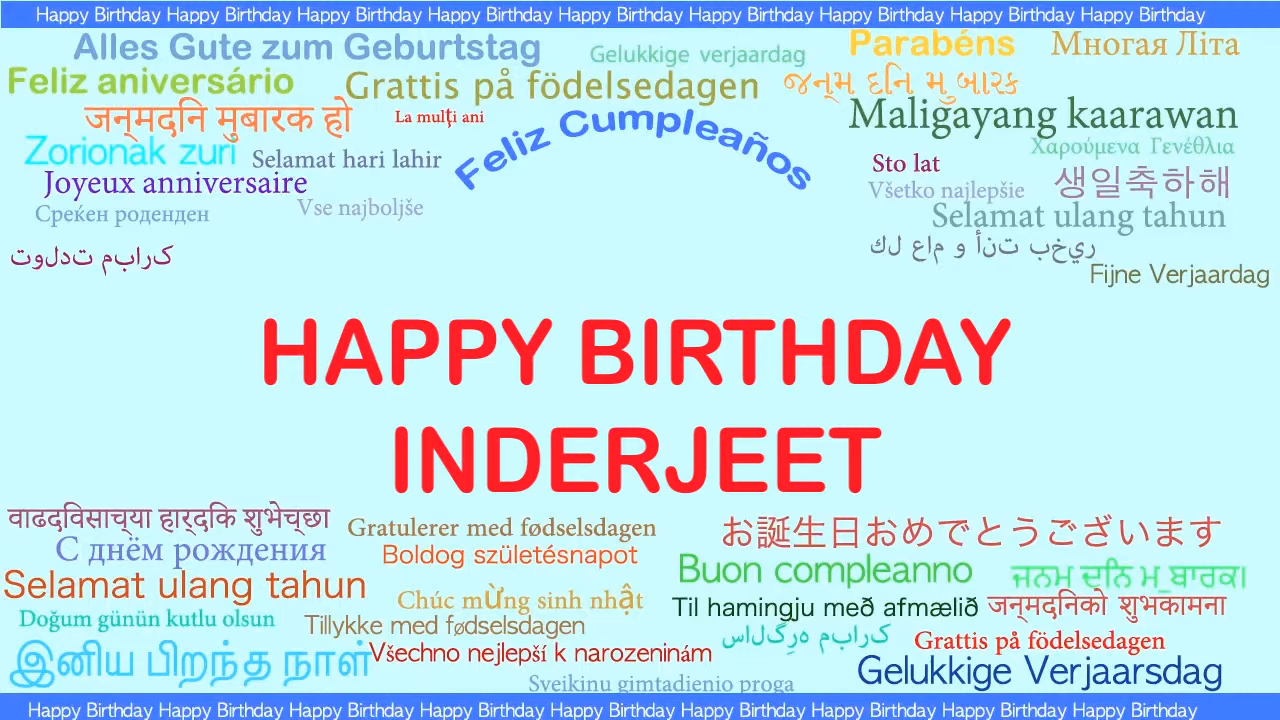 Happy Birthday Happy Birthday Happy Birthday Happy Birthday Happy Birthday Happy Birthday Happy Birthday Happy Birthday Happy Birthday
Alles Gute zum Geburtstag
Gelukkige verjaardag
Parabéns
Многая Літа
Feliz aniversário
Grattis på födelsedagen
જન્મ દિન મુબારક
जन्मदिन मुबारक हो
La mulți ani
Feliz Cumpleaños
Maligayang kaarawan
Zorionak zuri
Selamat hari lahir
Χαρούμενα Γενέθλια
Sto lat
Joyeux anniversaire
Všetko najlepšie
생일축하해
Среќен роденден
Vse najboljše
Selamat ulang tahun
تولدت مبارک
كل عام و أنت بخير
Fijne Verjaardag
HAPPY BIRTHDAY
INDERJEET
वाढदिवसाच्या हार्दिक शुभेच्छा
Gratulerer med fødselsdagen
お誕生日おめでとうございます
С днём рождения
Boldog születésnapot
Buon compleanno
ਜਨਮ ਦਿਨ ਮੁਬਾਰਕ।
Selamat ulang tahun
Chúc mừng sinh nhật
Til hamingju með afmælið
जन्मदिनको शुभकामना
Doğum günün kutlu olsun
Tillykke med fødselsdagen
سالگرہ مبارک
Grattis på födelsedagen
இனிய பிறந்த நாள்
Všechno nejlepší k narozeninám
Gelukkige Verjaarsdag
Sveikinu gimtadienio proga
Happy Birthday Happy Birthday Happy Birthday Happy Birthday Happy Birthday Happy Birthday Happy Birthday Happy Birthday Happy Birthday